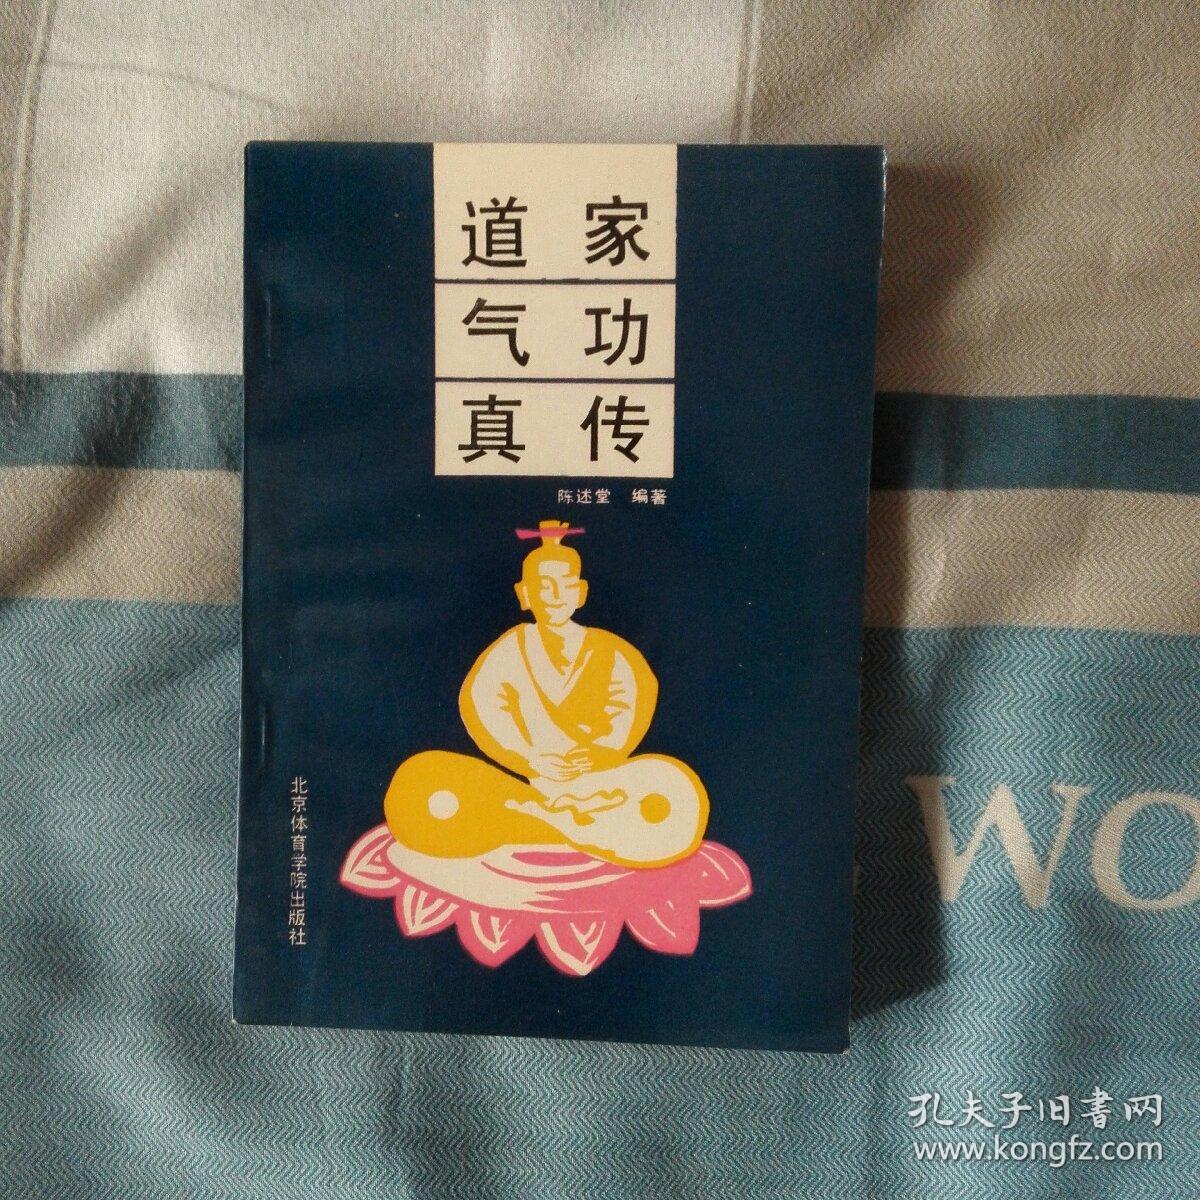 道家
气功
真传
陈述堂 编著
北京体育学院出版社
WO
孔夫子旧書网
www.kongfz.com